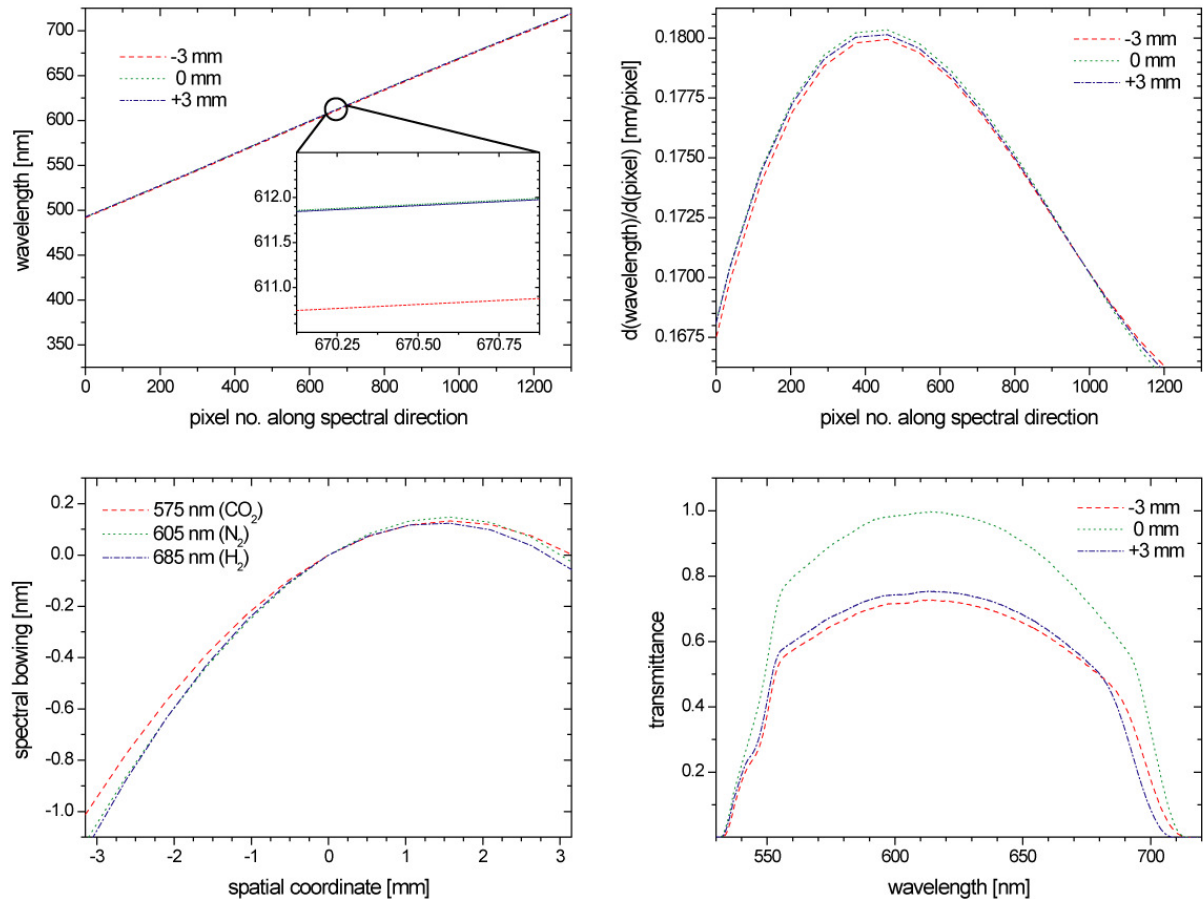 700
650
600
550
500
450
400
350
wavelength [nm]
-3 mm
0 mm
+3 mm
612.0
611.5
611.0
670.25 670.50 670.75
0 200 400 600 800 1000 1200
pixel no. along spectral direction
0.1800
0.1775
0.1750
0.1725
0.1700
0.1675
d(wavelength)/d(pixel) [nm/pixel]
-3 mm
0 mm
+3 mm
0 200 400 600 800 1000 1200
pixel no. along spectral direction
0.2
0.0
-0.2
-0.4
-0.6
-0.8
-1.0
spectral bowing [nm]
575 nm (CO₂)
605 nm (N₂)
685 nm (H₂)
-3 -2 -1 0 1 2 3
spatial coordinate [mm]
1.0
0.8
0.6
0.4
0.2
transmittance
-3 mm
0 mm
+3 mm
550 600 650 700
wavelength [nm]